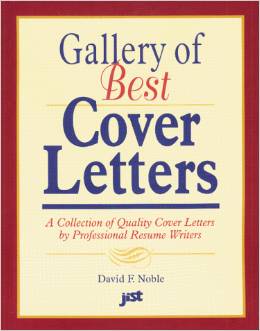 Gallery of
Best
Cover
Letters
A Collection of Quality Cover Letters
by Professional Resume Writers
David F. Noble
jist